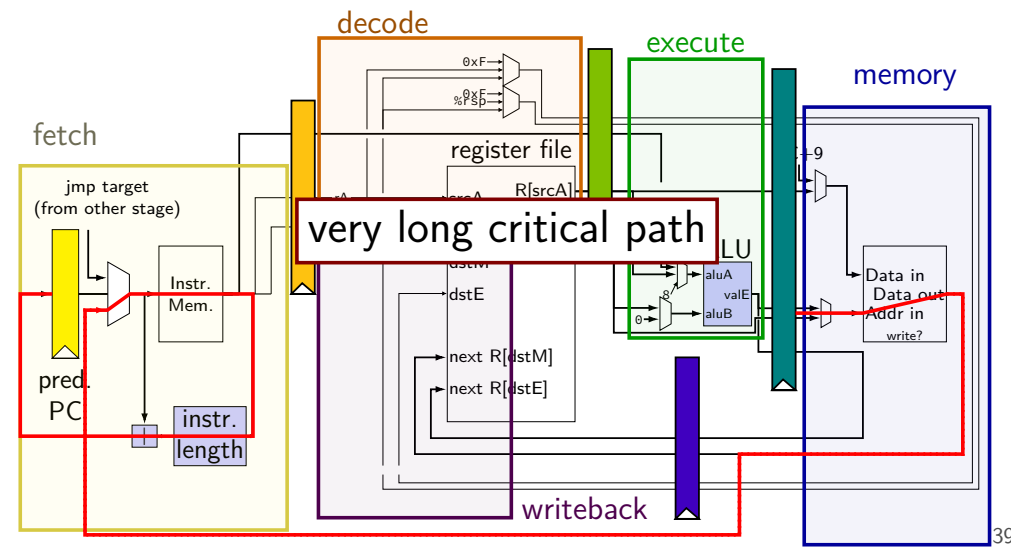 decode
execute
memory
fetch
0xF
0xF
%rsp
register file
+9
jmp target
(from other stage)
R[srcA]
very long critical path
LU
Instr.
Mem.
dstM
dstE
aluA
valE
aluB
8
0
Data in
Data out
Addr in
write?
next R[dstM]
next R[dstE]
pred.
PC
instr.
length
writeback
39